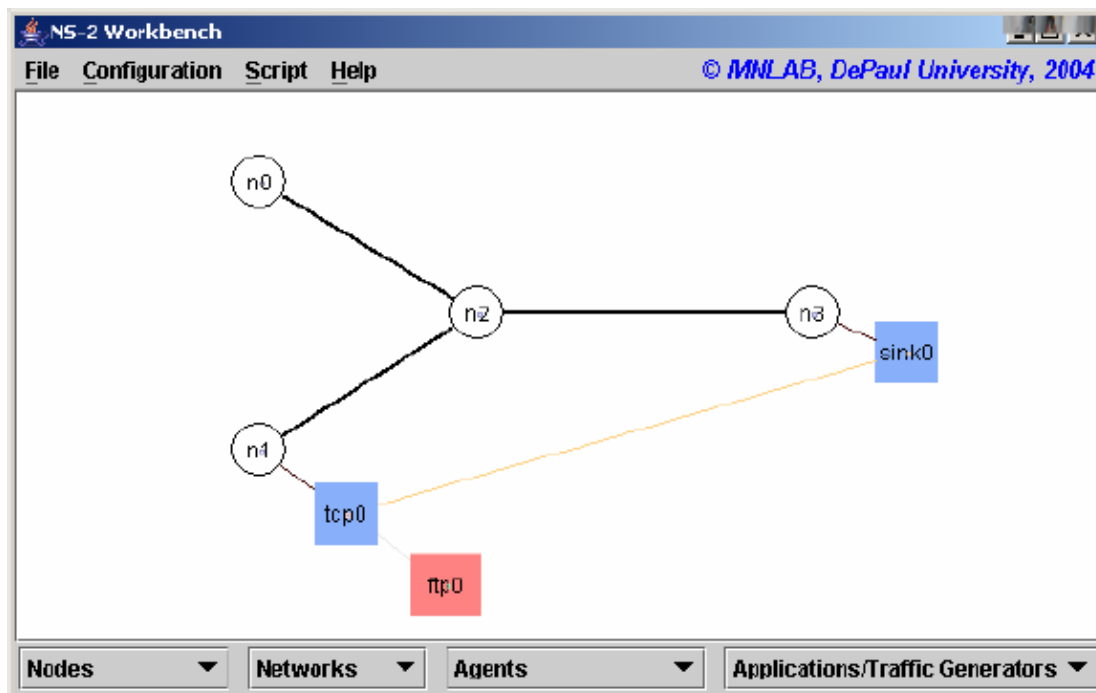 NS-2 Workbench
File Configuration Script Help © MNLAB, DePaul University, 2004
n0
n2
n3
sink0
n1
tcp0
ftp0
Nodes Networks Agents Applications/Traffic Generators